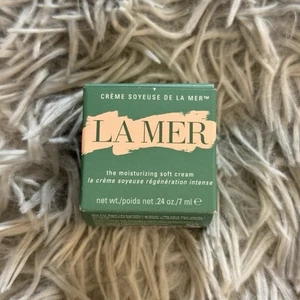 CRÈME SOYEUSE DE LA MER™
LA MER
the moisturizing soft cream
la crème soyeuse régénération intense
net wt./poids net .24 oz/7 ml ℮